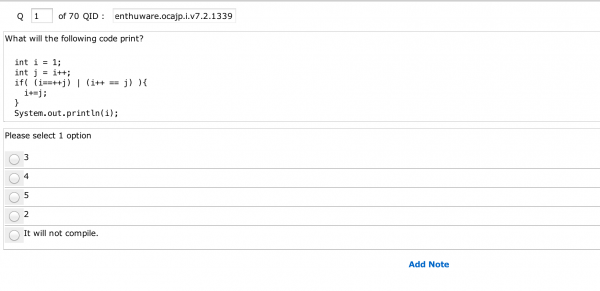 Q 1 of 70 QID : enthuware.ocajp.i.v7.2.1339
What will the following code print?
int i = 1;
int j = i++;
if( (i==++j) | (i++ == j) ){
i+=j;
}
System.out.println(i);
Please select 1 option
3
4
5
2
It will not compile.
Add Note